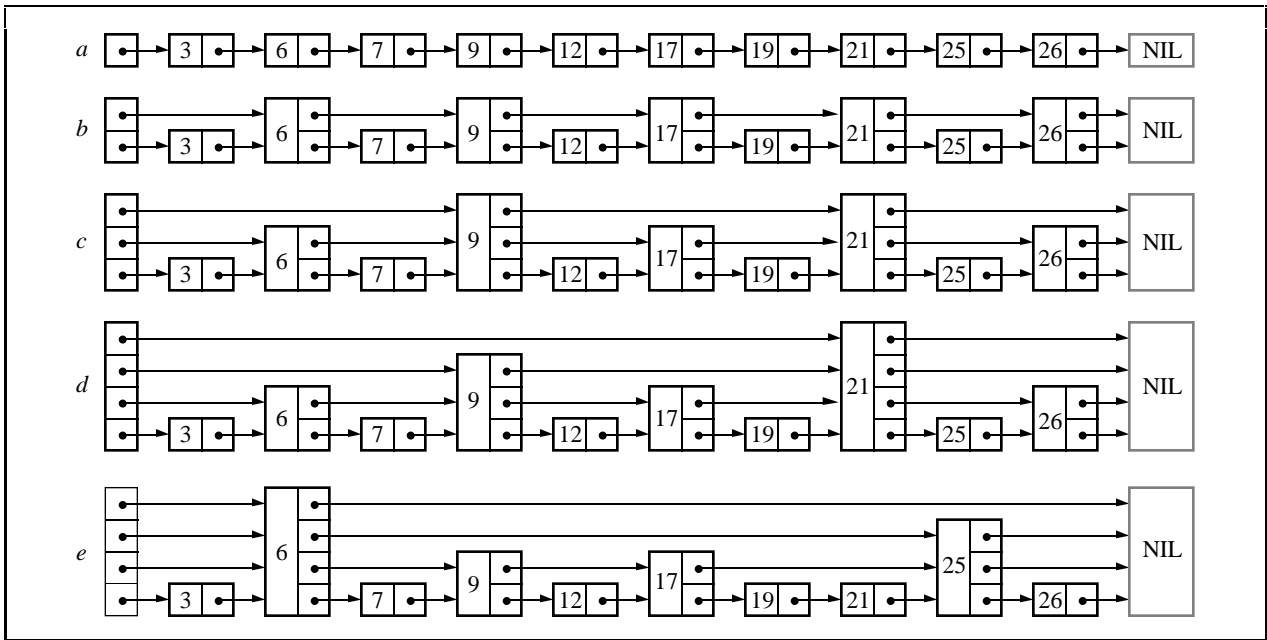 a 3 6 7 9 12 17 19 21 25 26 NIL
b 3 6 7 9 12 17 19 21 25 26 NIL
c 3 6 7 9 12 17 19 21 25 26 NIL
d 3 6 7 9 12 17 19 21 25 26 NIL
e 3 6 7 9 12 17 19 21 25 26 NIL